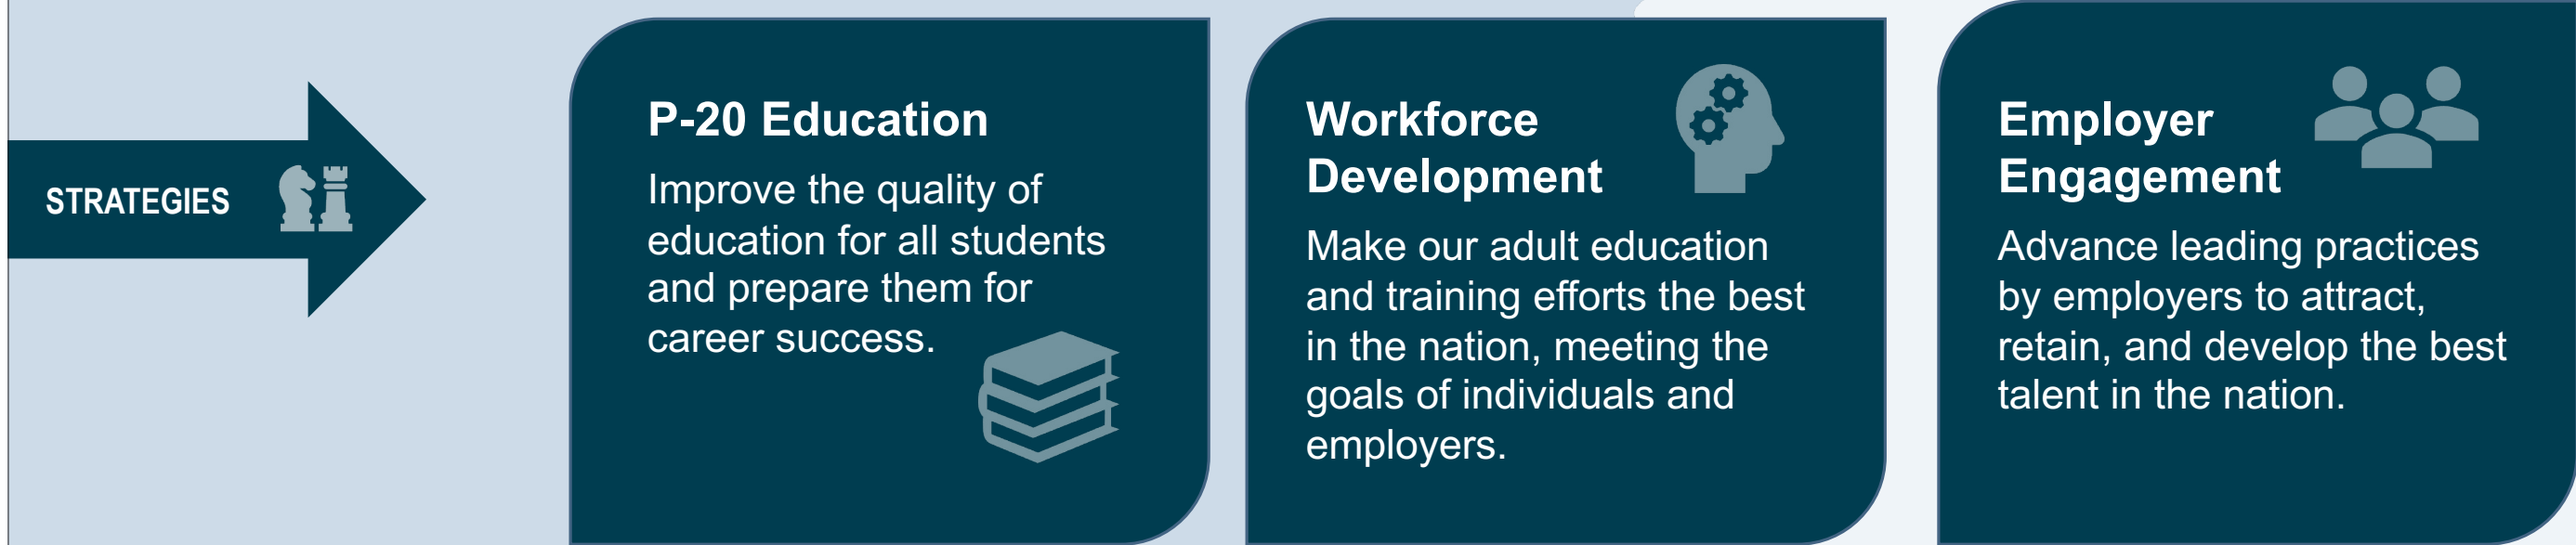 STRATEGIES
P-20 Education
Improve the quality of
education for all students
and prepare them for
career success.
Workforce
Development
Make our adult education
and training efforts the best
in the nation, meeting the
goals of individuals and
employers.
Employer
Engagement
Advance leading practices
by employers to attract,
retain, and develop the best
talent in the nation.